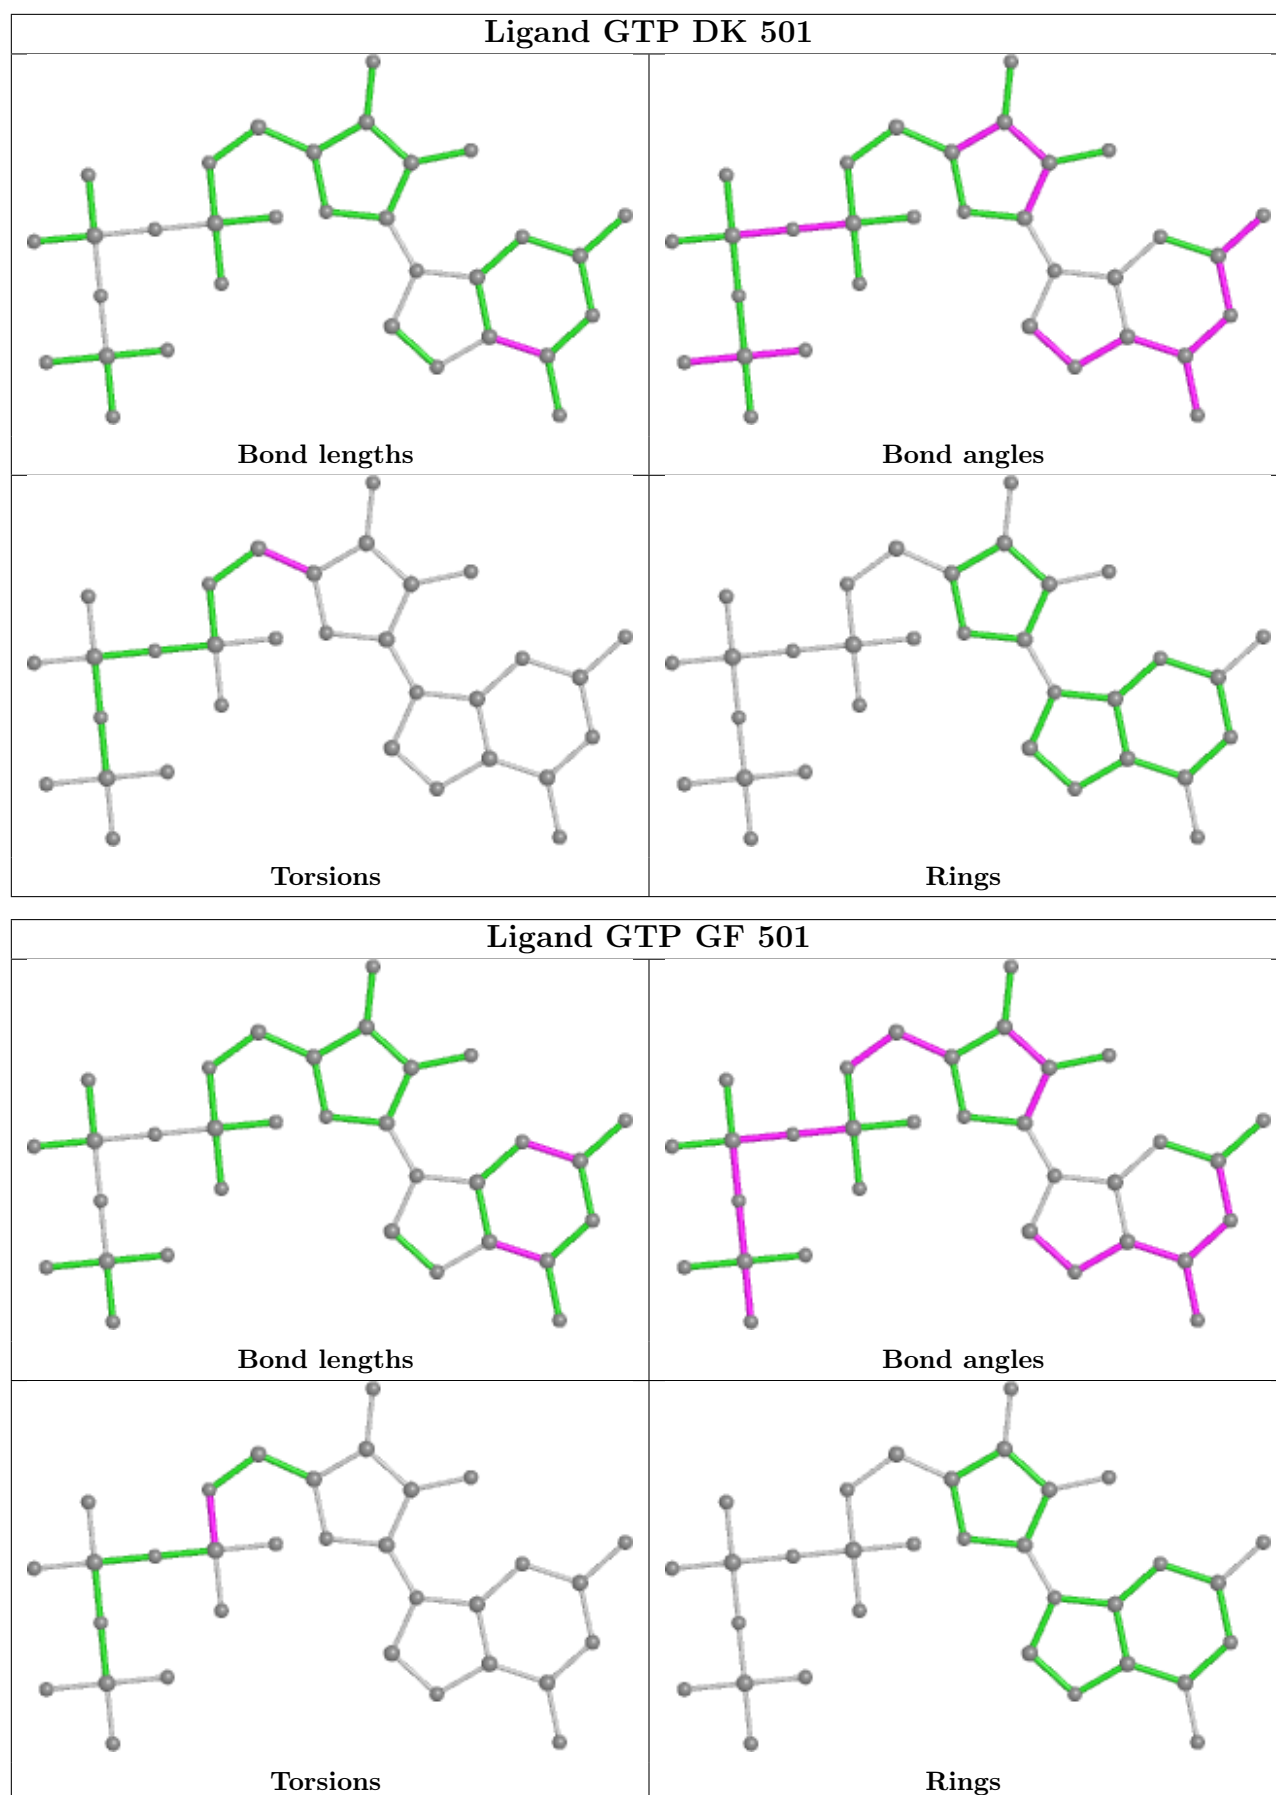 Ligand GTP DK 501
Bond lengths
Bond angles
Torsions
Rings
Ligand GTP GF 501
Bond lengths
Bond angles
Torsions
Rings